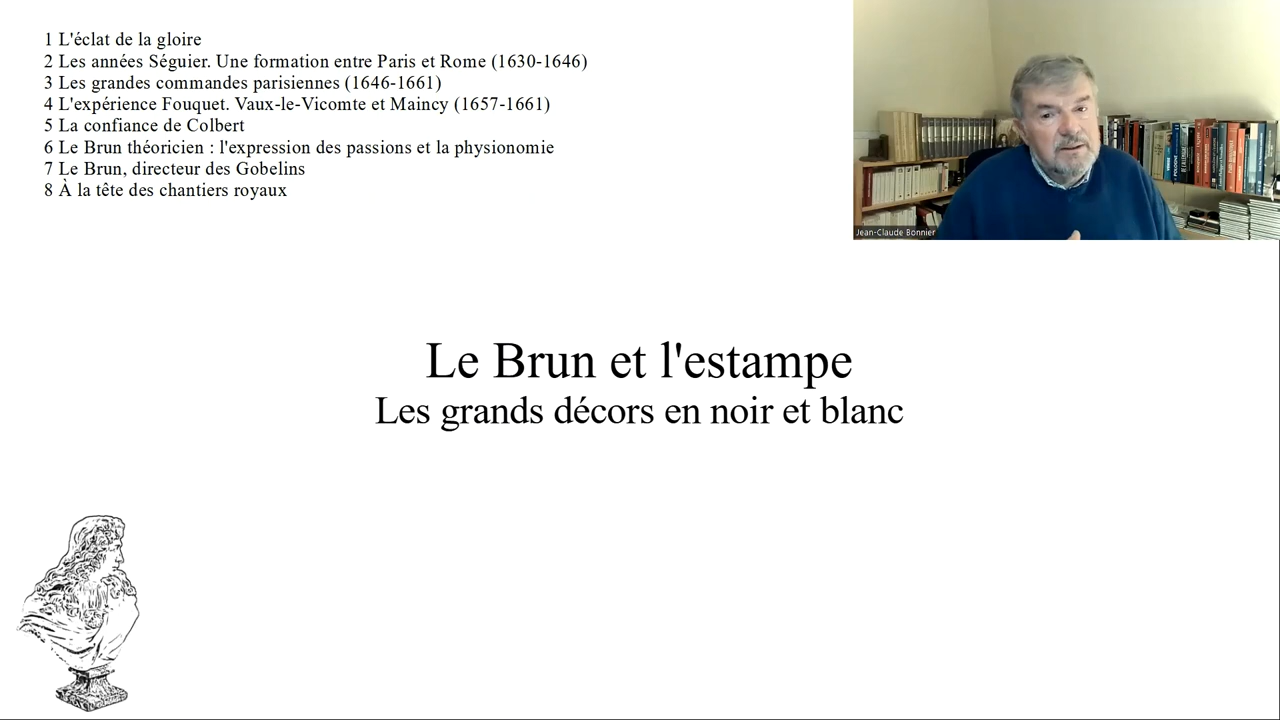 1 L'éclat de la gloire
2 Les années Séguier. Une formation entre Paris et Rome (1630-1646)
3 Les grandes commandes parisiennes (1646-1661)
4 L'expérience Fouquet. Vaux-le-Vicomte et Maincy (1657-1661)
5 La confiance de Colbert
6 Le Brun théoricien : l'expression des passions et la physionomie
7 Le Brun, directeur des Gobelins
8 À la tête des chantiers royaux
Jean-Claude Bonnier
Le Brun et l'estampe
Les grands décors en noir et blanc